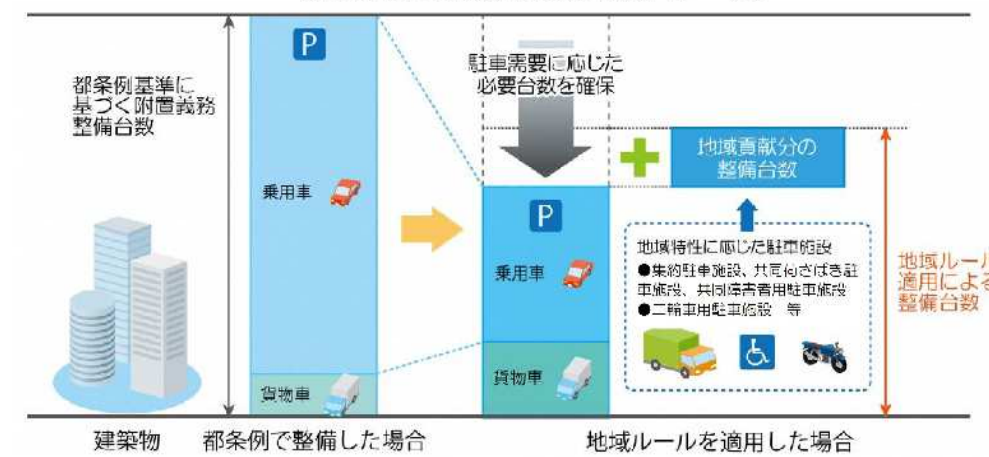 都条例基準に
基づく附置義務
整備台数
P
乗用車
貨物車
駐車需要に応じた
必要台数を確保
P
乗用車
貨物車
地域貢献分の
整備台数
地域特性に応じた駐車施設
●集約駐車施設、共同荷さばき駐
車施設、共同障害者用駐車施設
●二輪車用駐車施設 等
地域ルール
適用による
整備台数
建築物
都条例で整備した場合
地域ルールを適用した場合